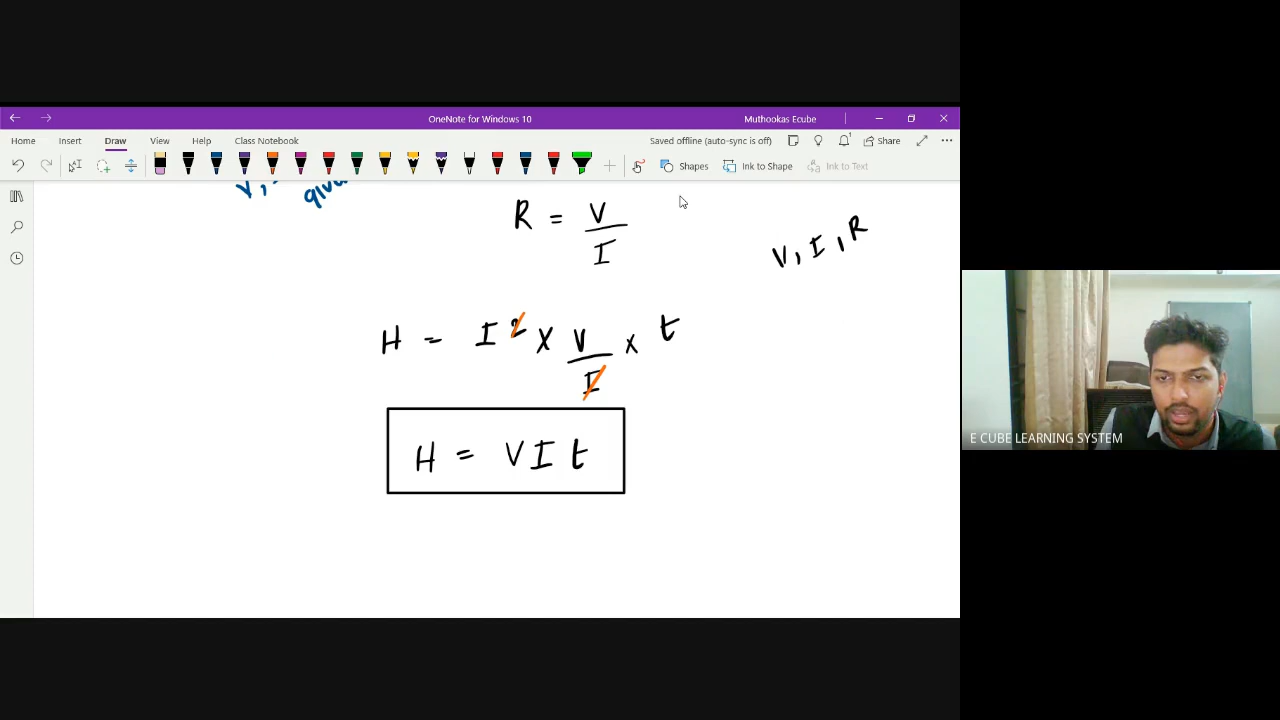 OneNote for Windows 10
Muthookas Ecube
Home Insert Draw View Help Class Notebook
Saved offline (auto-sync is off)
1
Share
Shapes
Ink to Shape
Ink to Text
V,
R = V/I
V, I, R
H = I² × V/I × t
H = VIt
E CUBE LEARNING SYSTEM